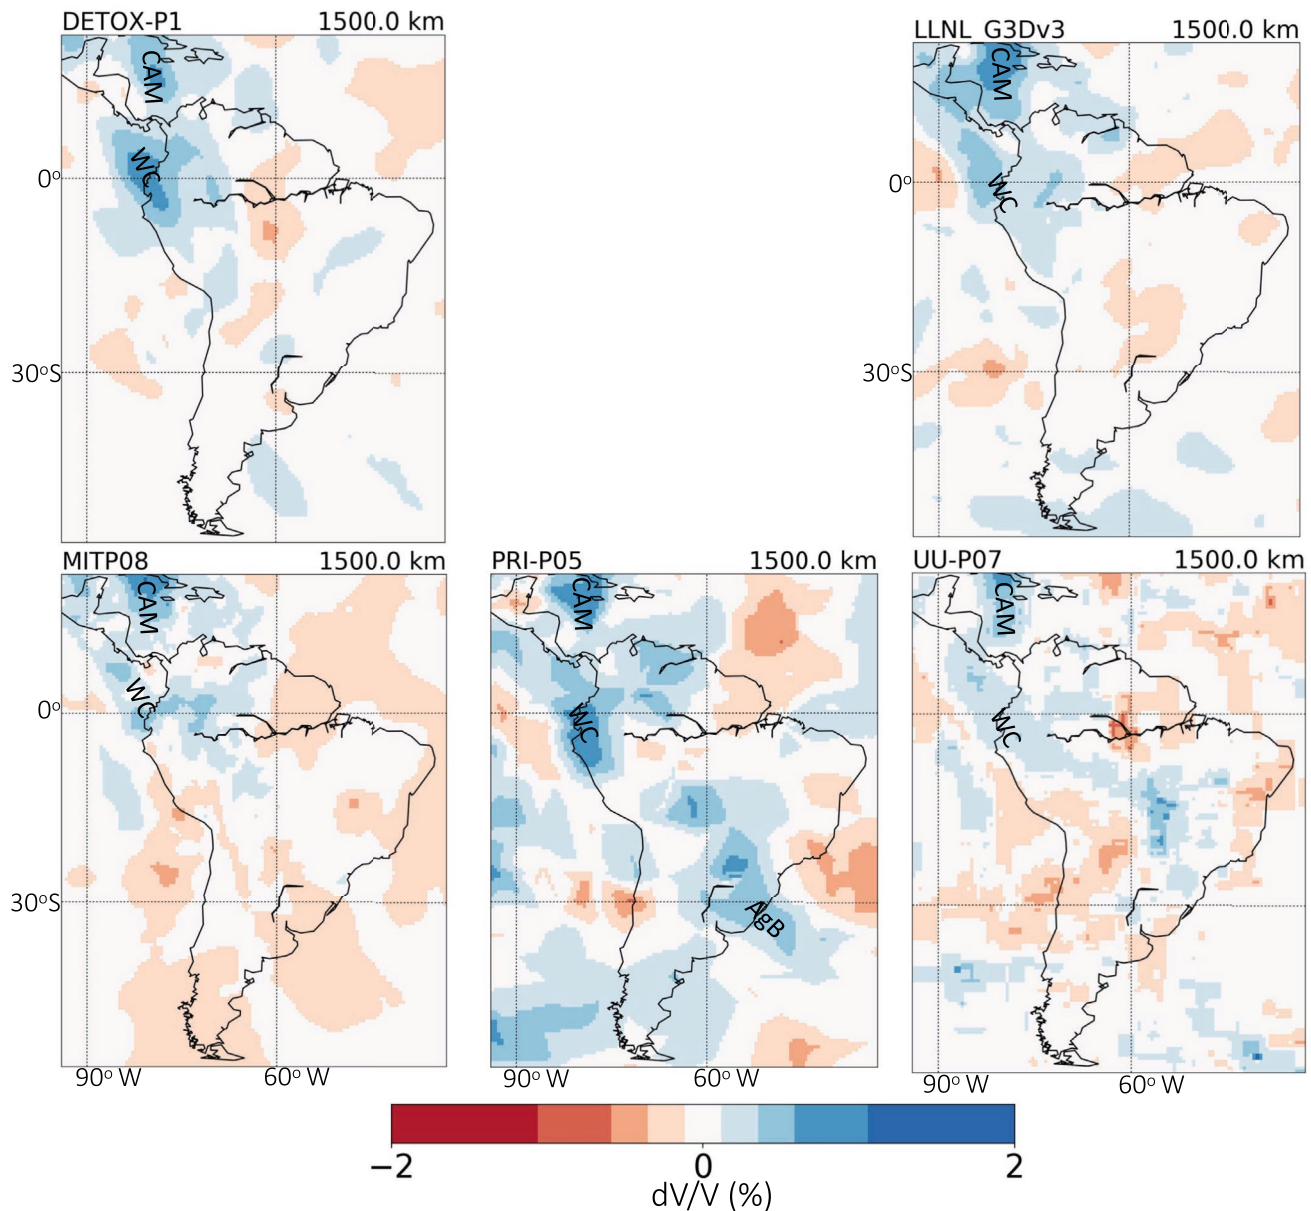 DETOX-P1 1500.0 km
LLNL G3Dv3 1500.0 km
CAM
CAM
WC
WC
0°
0°
30°S
30°S
MITP08 1500.0 km
PRI-P05 1500.0 km
UU-P07 1500.0 km
CAM
CAM
CAM
WC
WC
WC
0°
30°S
AgB
90° W 60° W
90° W 60° W
90° W 60° W
−2 0 2
dV/V (%)